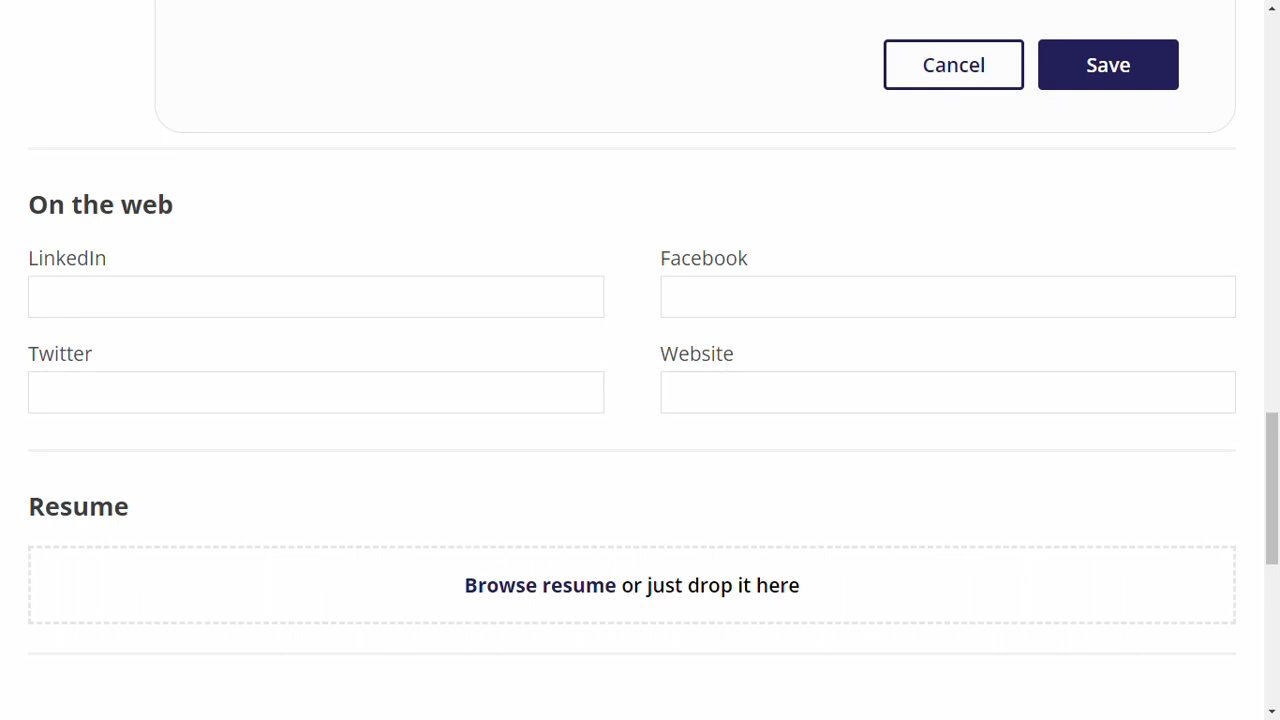 Cancel
Save
On the web
LinkedIn
Facebook
Twitter
Website
Resume
Browse resume or just drop it here